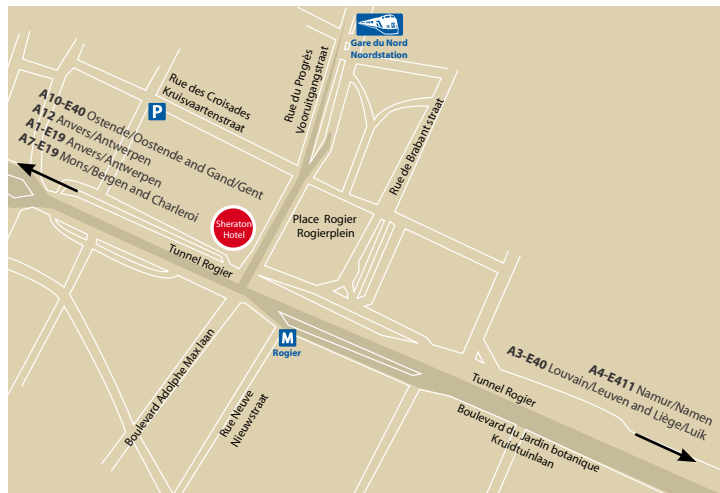 Gare du Nord
Noordstation
Rue du Progrès
Vooruitgangstraat
Rue des Croisades
Kruisvaartenstraat
P
A10-E40 Ostende/Oostende and Gand/Gent
A12 Anvers/Antwerpen
A1-E19 Anvers/Antwerpen
A7-E19 Mons/Bergen and Charleroi
Rue de Brabant straat
Sheraton
Hotel
Place Rogier
Rogierplein
Tunnel Rogier
M
Rogier
Boulevard Adolphe Max laan
Rue Neuve
Nieuwstraat
A4-E411 Namur/Namen
A3-E40 Louvain/Leuven and Liège/Luik
Tunnel Rogier
Boulevard du Jardin botanique
Kruidtuinlaan